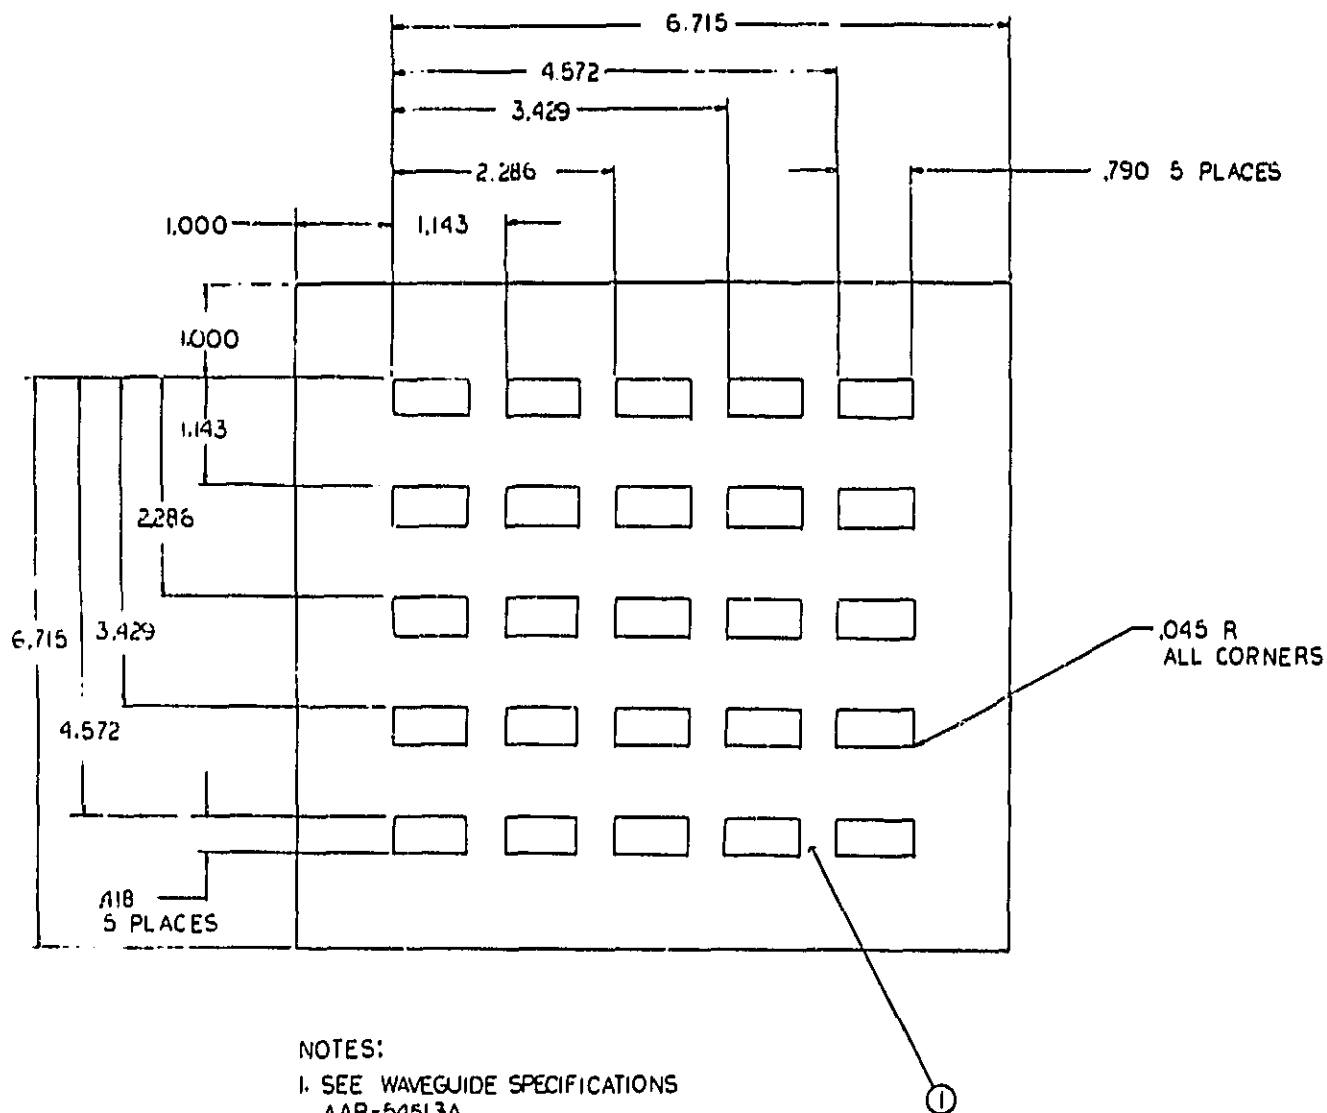 6.715
4.572
3.429
2.286
.790 5 PLACES
1.000
1.143
1.000
1.143
2.286
6.715
3.429
.045 R
ALL CORNERS
4.572
.418
5 PLACES
NOTES:
1. SEE WAVEGUIDE SPECIFICATIONS
1